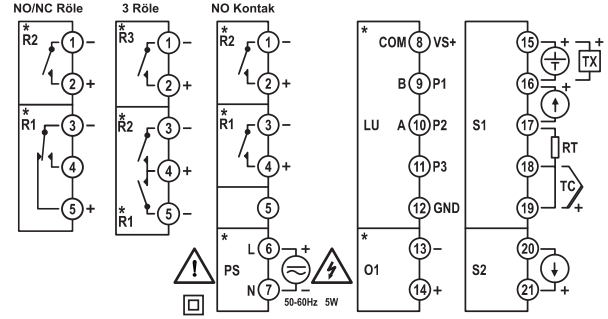 NO/NC Röle
* R2 1 –
2 +
* R1 3 –
4
5 +
3 Röle
* R3 1 –
2 +
* R2 3 –
4 +
* R1 5 –
NO Kontak
* R2 1 –
2 +
* R1 3 –
4 +
5
* PS L 6 +
N 7 –
50-60Hz 5W
* LU COM 8 VS+
B 9 P1
A 10 P2
11 P3
12 GND
* O1 13 –
14 +
S1 15 + + TX
16 – +
17 – –
RT
18 –
TC
19 +
S2 20 –
21 +